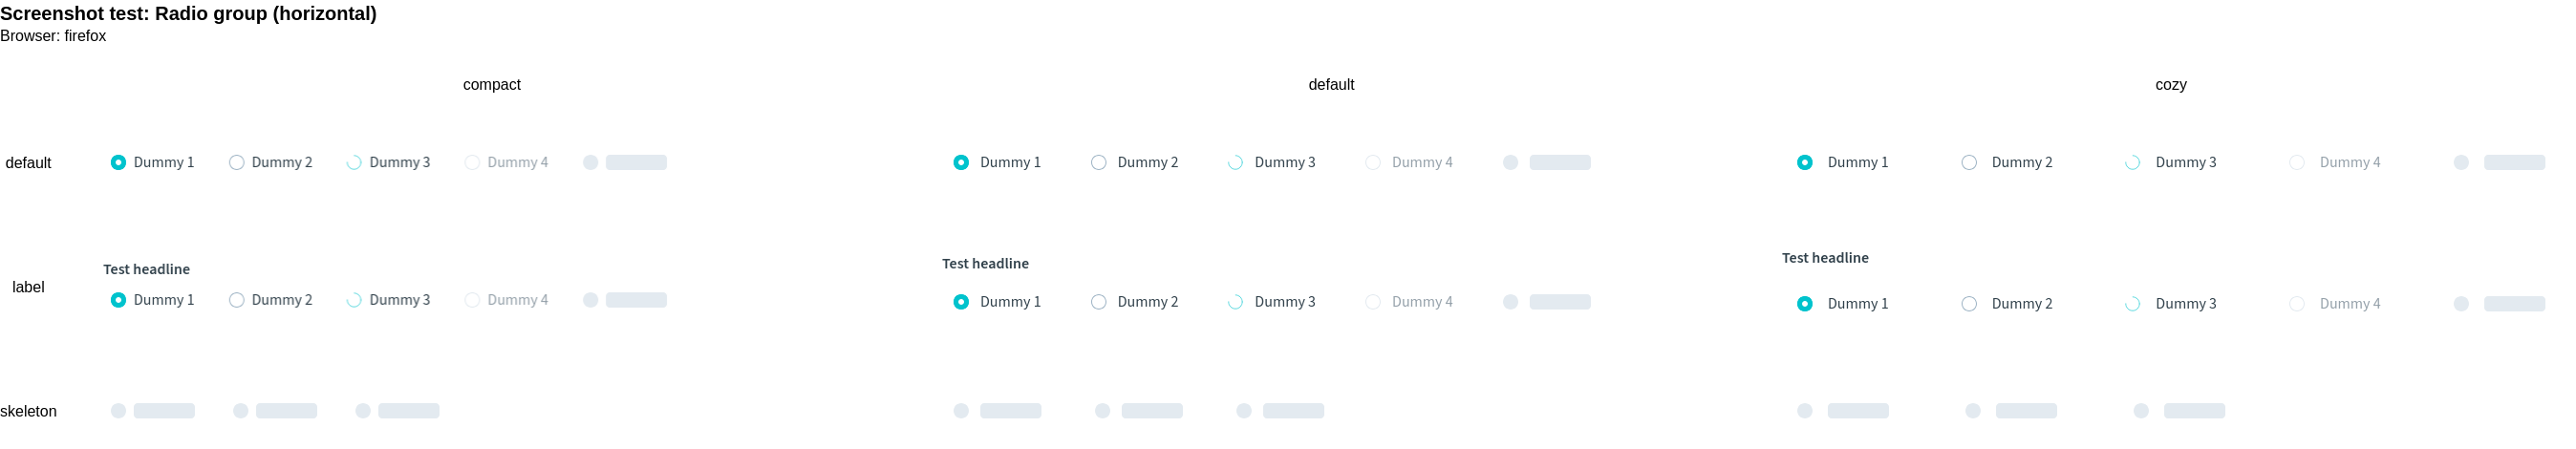 Screenshot test: Radio group (horizontal)
Browser: firefox
compact default cozy
default Dummy 1 Dummy 2 Dummy 3 Dummy 4 Dummy 1 Dummy 2 Dummy 3 Dummy 4 Dummy 1 Dummy 2 Dummy 3 Dummy 4
Test headline Test headline Test headline
label Dummy 1 Dummy 2 Dummy 3 Dummy 4 Dummy 1 Dummy 2 Dummy 3 Dummy 4 Dummy 1 Dummy 2 Dummy 3 Dummy 4
skeleton